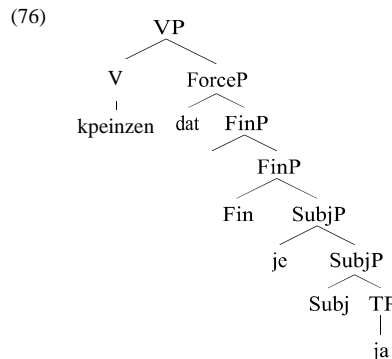 (76)
VP
V ForceP
kpeinzen dat FinP
FinP
Fin SubjP
je SubjP
Subj
ja